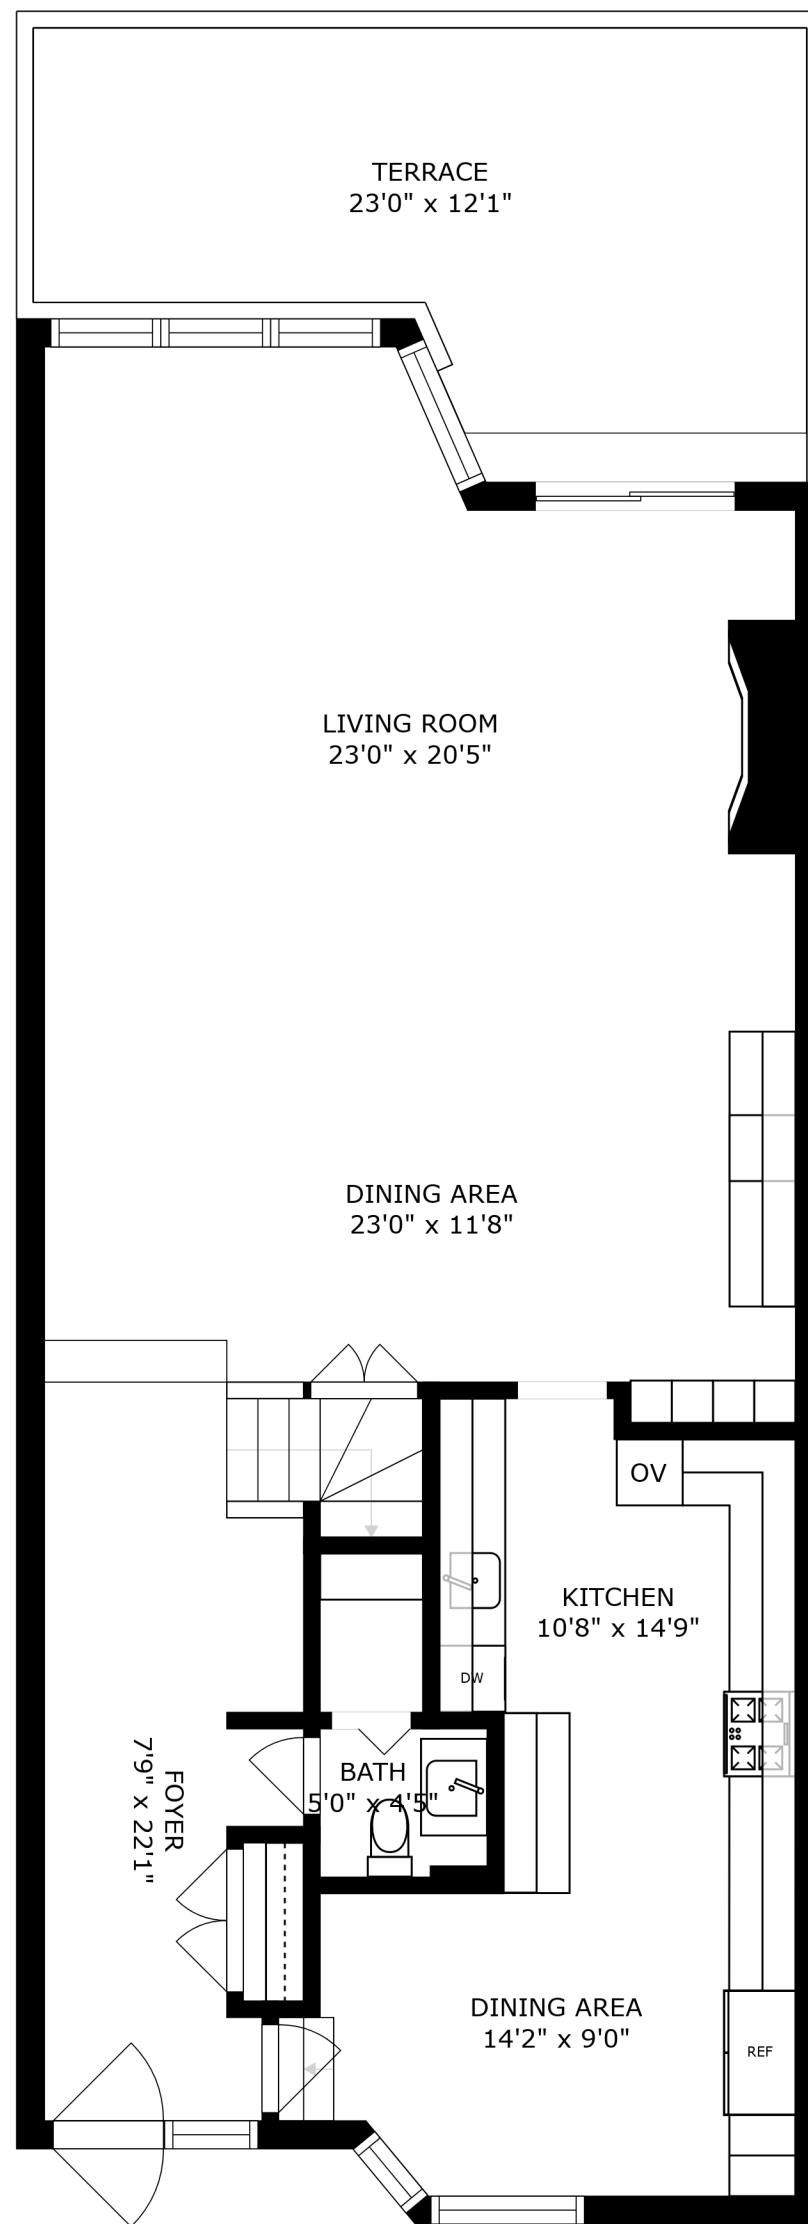 TERRACE
23'0" x 12'1"
LIVING ROOM
23'0" x 20'5"
DINING AREA
23'0" x 11'8"
OV
KITCHEN
10'8" x 14'9"
DW
BATH
5'0" x 4'5"
FOYER
7'9" x 22'1"
DINING AREA
14'2" x 9'0"
REF